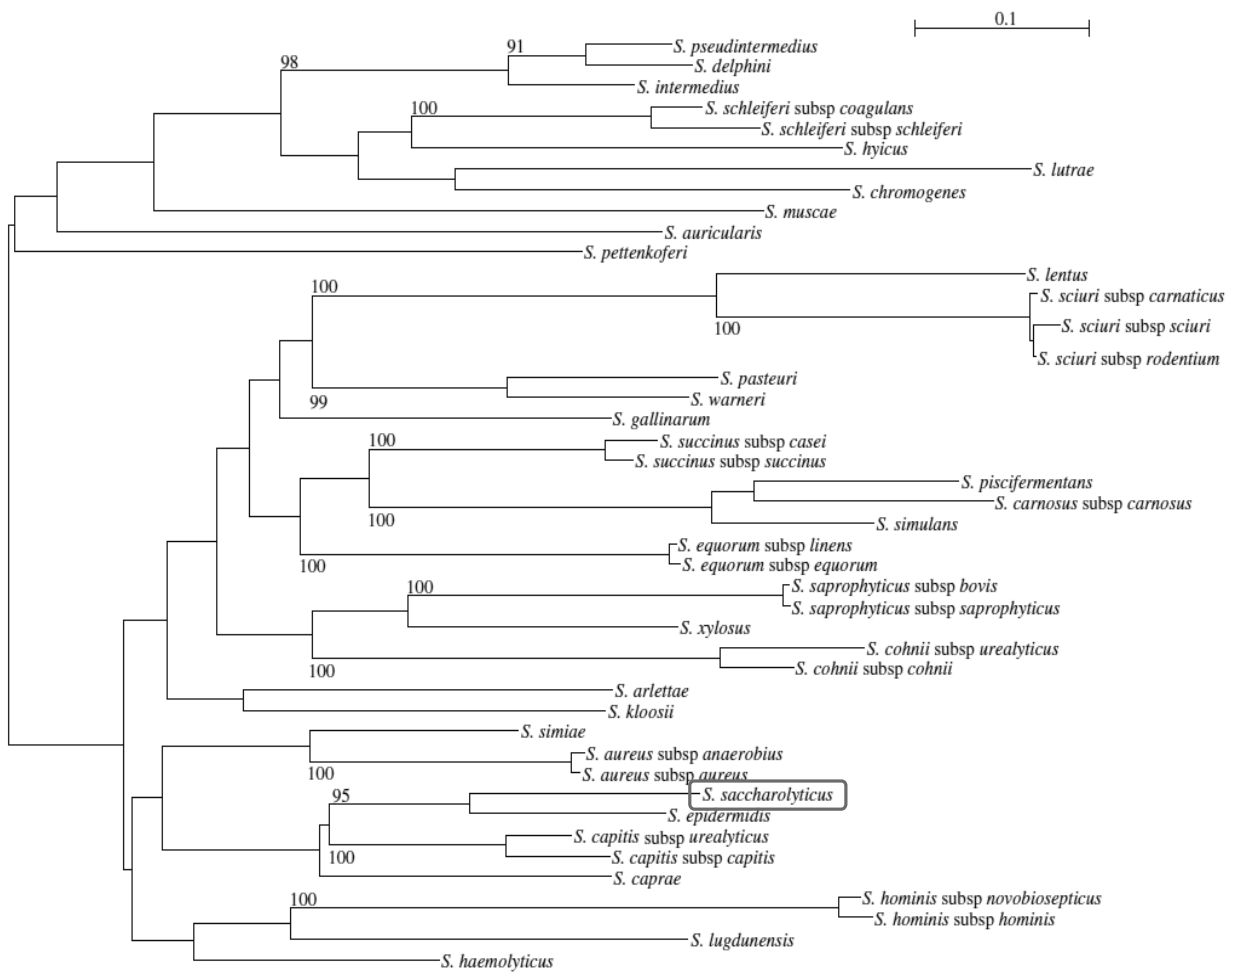 0.1
91
S. pseudintermedius
98
S. delphini
S. intermedius
100
S. schleiferi subsp coagulans
S. schleiferi subsp schleiferi
S. hyicus
S. lutrae
S. chromogenes
S. muscae
S. auricularis
S. pettenkoferi
S. lentus
100
S. sciuri subsp carnaticus
100
S. sciuri subsp sciuri
S. sciuri subsp rodentium
S. pasteuri
S. warneri
99
S. gallinarum
100
S. succinus subsp casei
S. succinus subsp succinus
S. piscifermentans
S. carnosus subsp carnosus
100
S. simulans
S. equorum subsp linens
100
S. equorum subsp equorum
100
S. saprophyticus subsp bovis
S. saprophyticus subsp saprophyticus
S. xylosus
S. cohnii subsp urealyticus
100
S. cohnii subsp cohnii
S. arlettae
S. kloosii
S. simiae
S. aureus subsp anaerobius
100
S. aureus subsp aureus
95
S. saccharolyticus
S. epidermidis
S. capitis subsp urealyticus
100
S. capitis subsp capitis
S. caprae
100
S. hominis subsp novobiosepticus
S. hominis subsp hominis
S. lugdunensis
S. haemolyticus